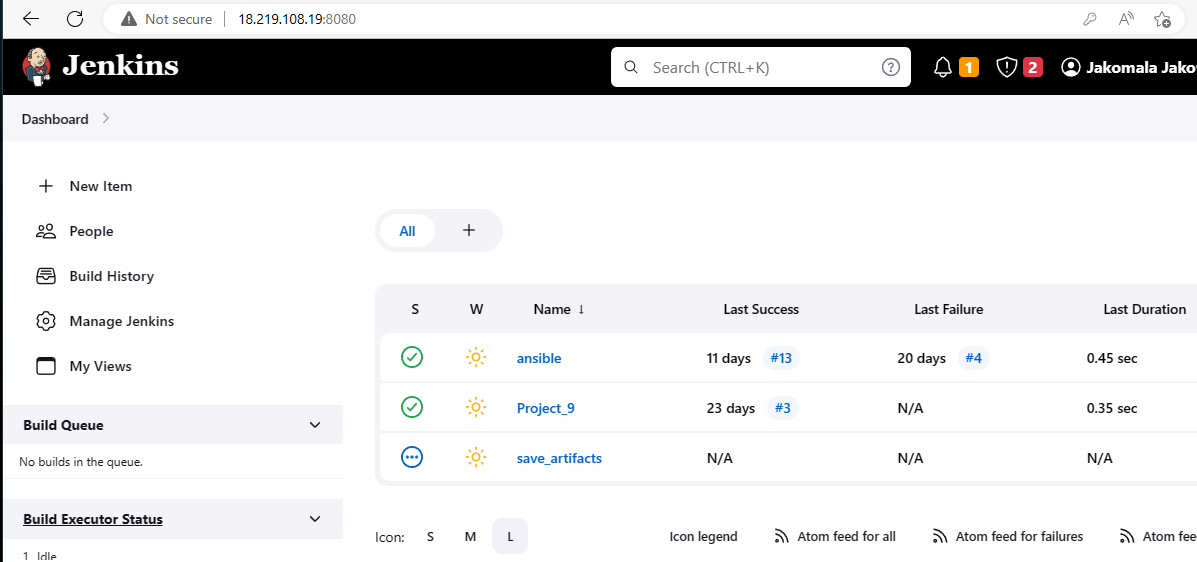 Not secure | 18.219.108.19:8080
Jenkins Search (CTRL+K) ? 1 2 Jakomala Jako
Dashboard
New Item
People
Build History
Manage Jenkins
My Views
Build Queue
No builds in the queue.
Build Executor Status
1 Idle
All +
S W Name ↓ Last Success Last Failure Last Duration
ansible 11 days #13 20 days #4 0.45 sec
Project_9 23 days #3 N/A 0.35 sec
save_artifacts N/A N/A N/A
Icon: S M L Icon legend Atom feed for all Atom feed for failures Atom fee